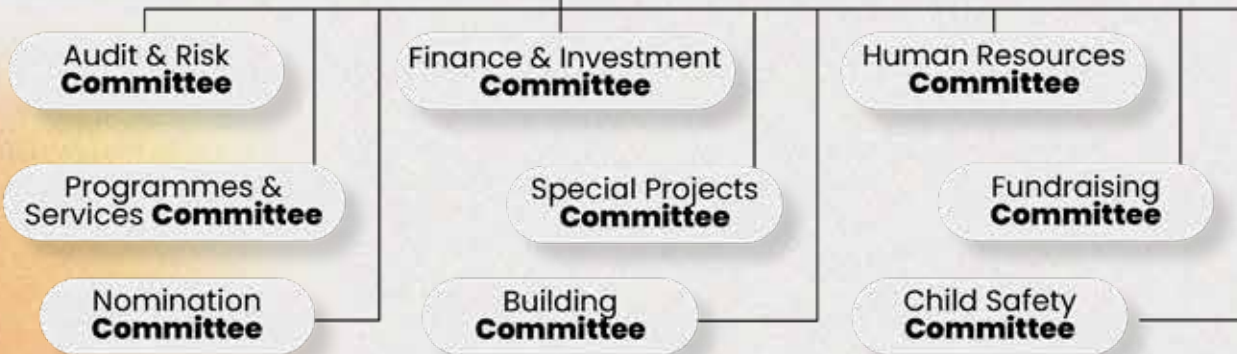 Audit & Risk
Committee
Finance & Investment
Committee
Human Resources
Committee
Programmes &
Services Committee
Special Projects
Committee
Fundraising
Committee
Nomination
Committee
Building
Committee
Child Safety
Committee